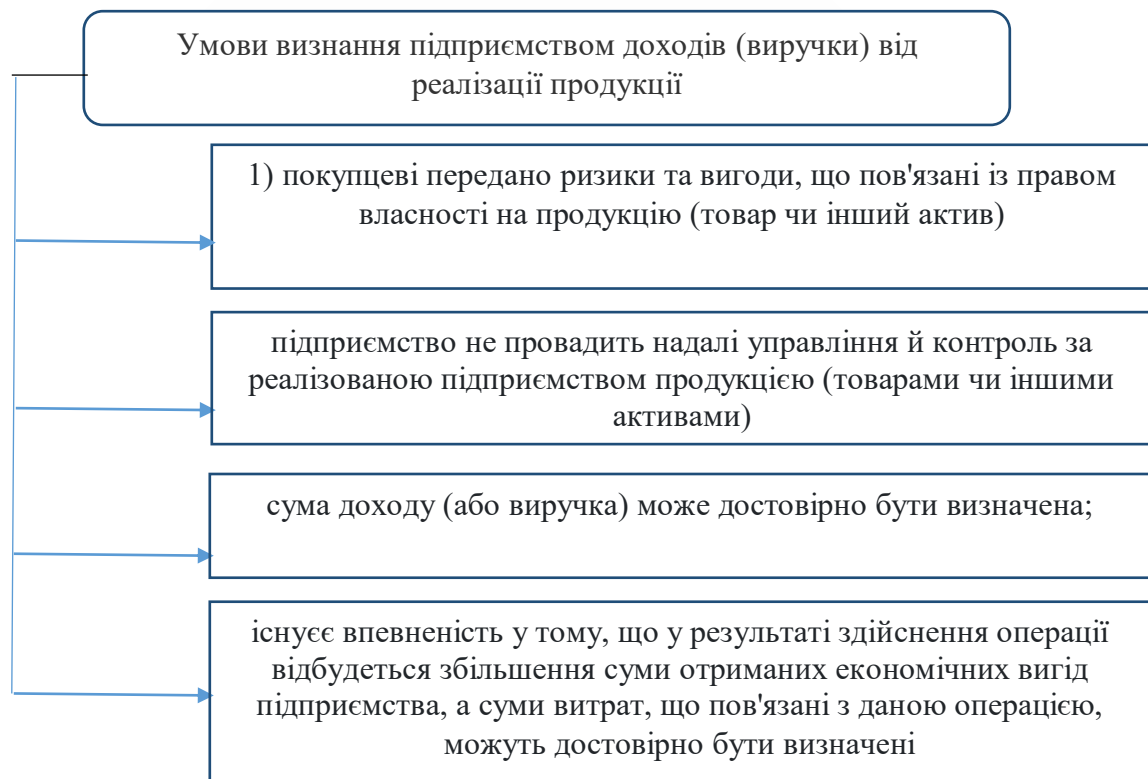 Умови визнання підприємством доходів (виручки) від
реалізації продукції
1) покупцеві передано ризики та вигоди, що пов'язані із правом
власності на продукцію (товар чи інший актив)
підприємство не провадить надалі управління й контроль за
реалізованою підприємством продукцією (товарами чи іншими
активами)
сума доходу (або виручка) може достовірно бути визначена;
існуєє впевненість у тому, що у результаті здійснення операції
відбудеться збільшення суми отриманих економічних вигід
підприємства, а суми витрат, що пов'язані з даною операцією,
можуть достовірно бути визначені